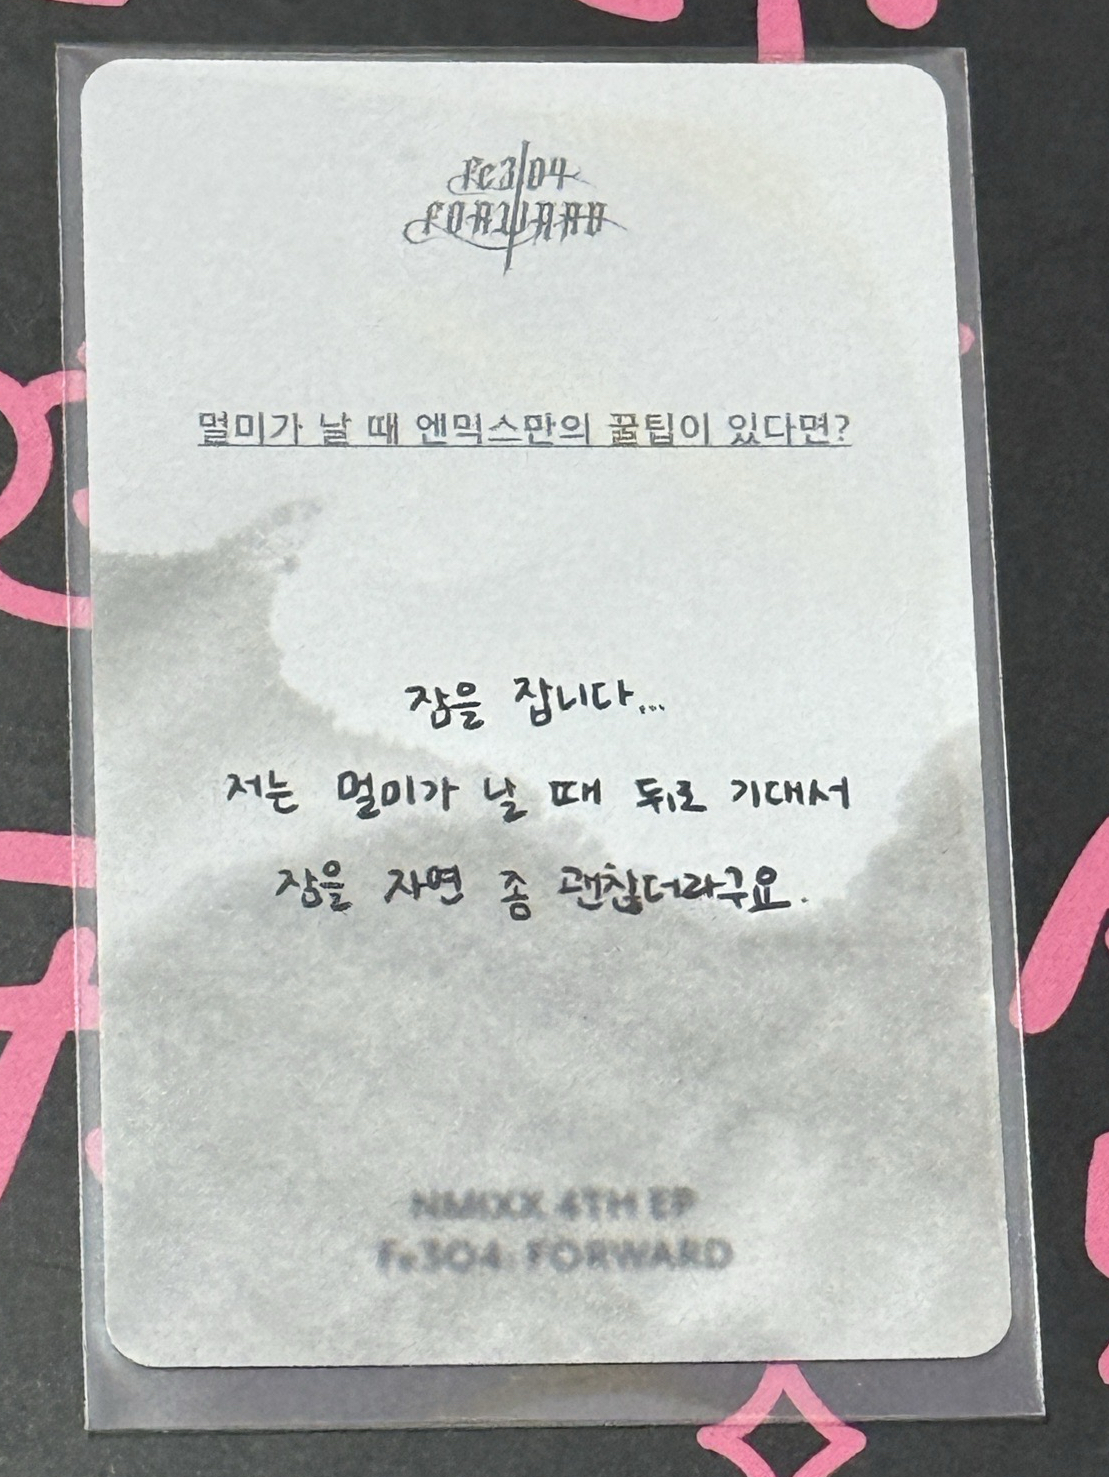 Fe3O4
FORWARD
멀미가 날 때 엔믹스만의 꿀팁이 있다면?
잠을 잡니다...
저는 멀미가 날 때 뒤로 기대서
잠을 자면 좀 괜찮더라구요.
NMIXX 4TH EP
Fe3O4: FORWARD